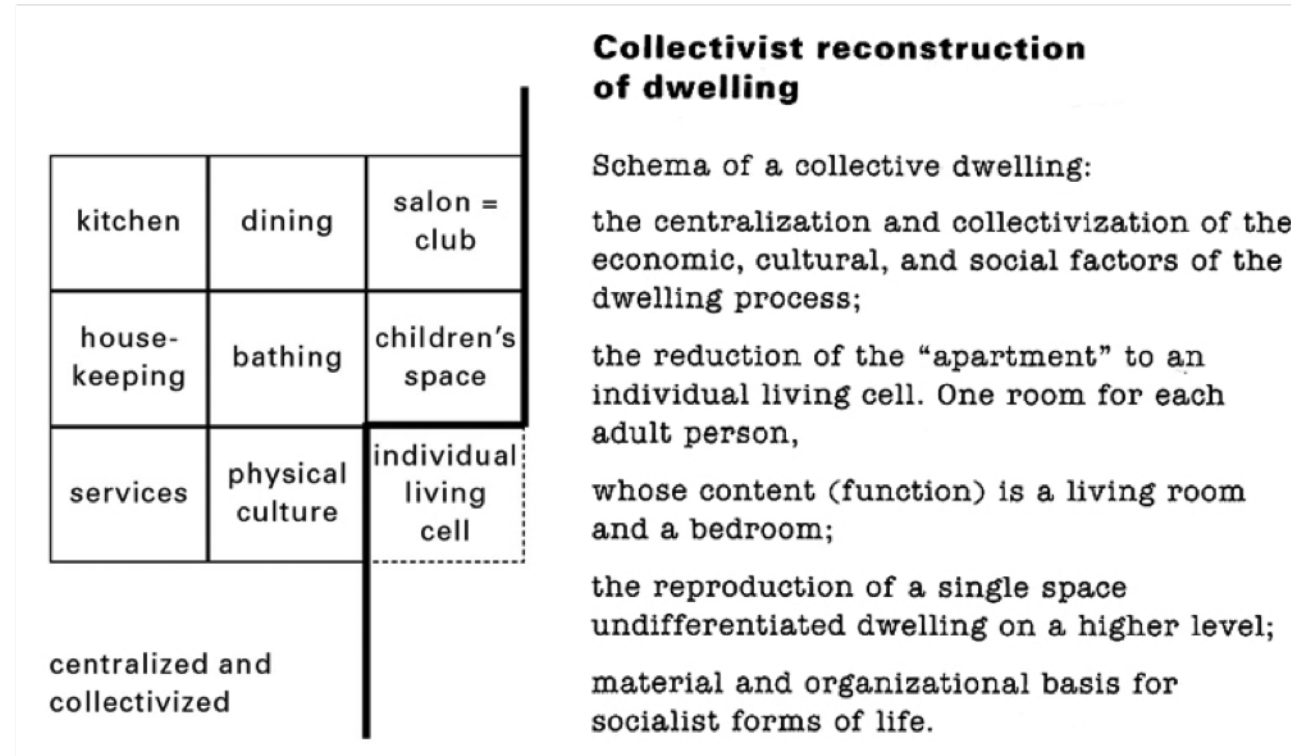 kitchen
dining
salon =
club
house-
keeping
bathing
children's
space
services
physical
culture
individual
living
cell
centralized and
collectivized
Collectivist reconstruction
of dwelling
Schema of a collective dwelling:
the centralization and collectivization of the
economic, cultural, and social factors of the
dwelling process;
the reduction of the “apartment” to an
individual living cell. One room for each
adult person,
whose content (function) is a living room
and a bedroom;
the reproduction of a single space
undifferentiated dwelling on a higher level;
material and organizational basis for
socialist forms of life.